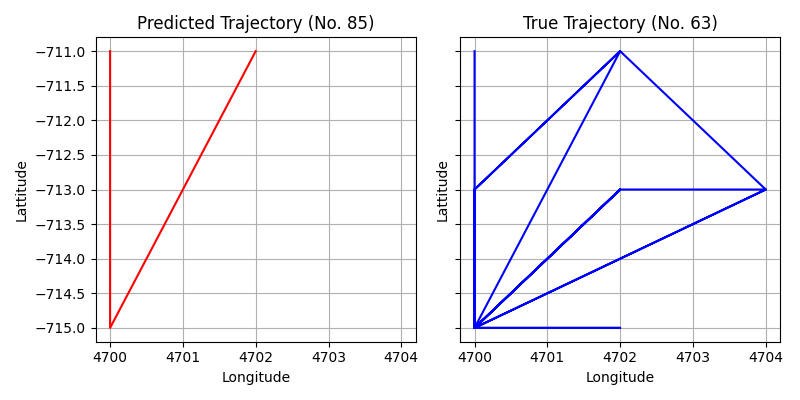 Predicted Trajectory (No. 85)
True Trajectory (No. 63)
−711.0
−711.5
−712.0
−712.5
−713.0
−713.5
−714.0
−714.5
−715.0
Lattitude
Lattitude
4700 4701 4702 4703 4704
4700 4701 4702 4703 4704
Longitude
Longitude